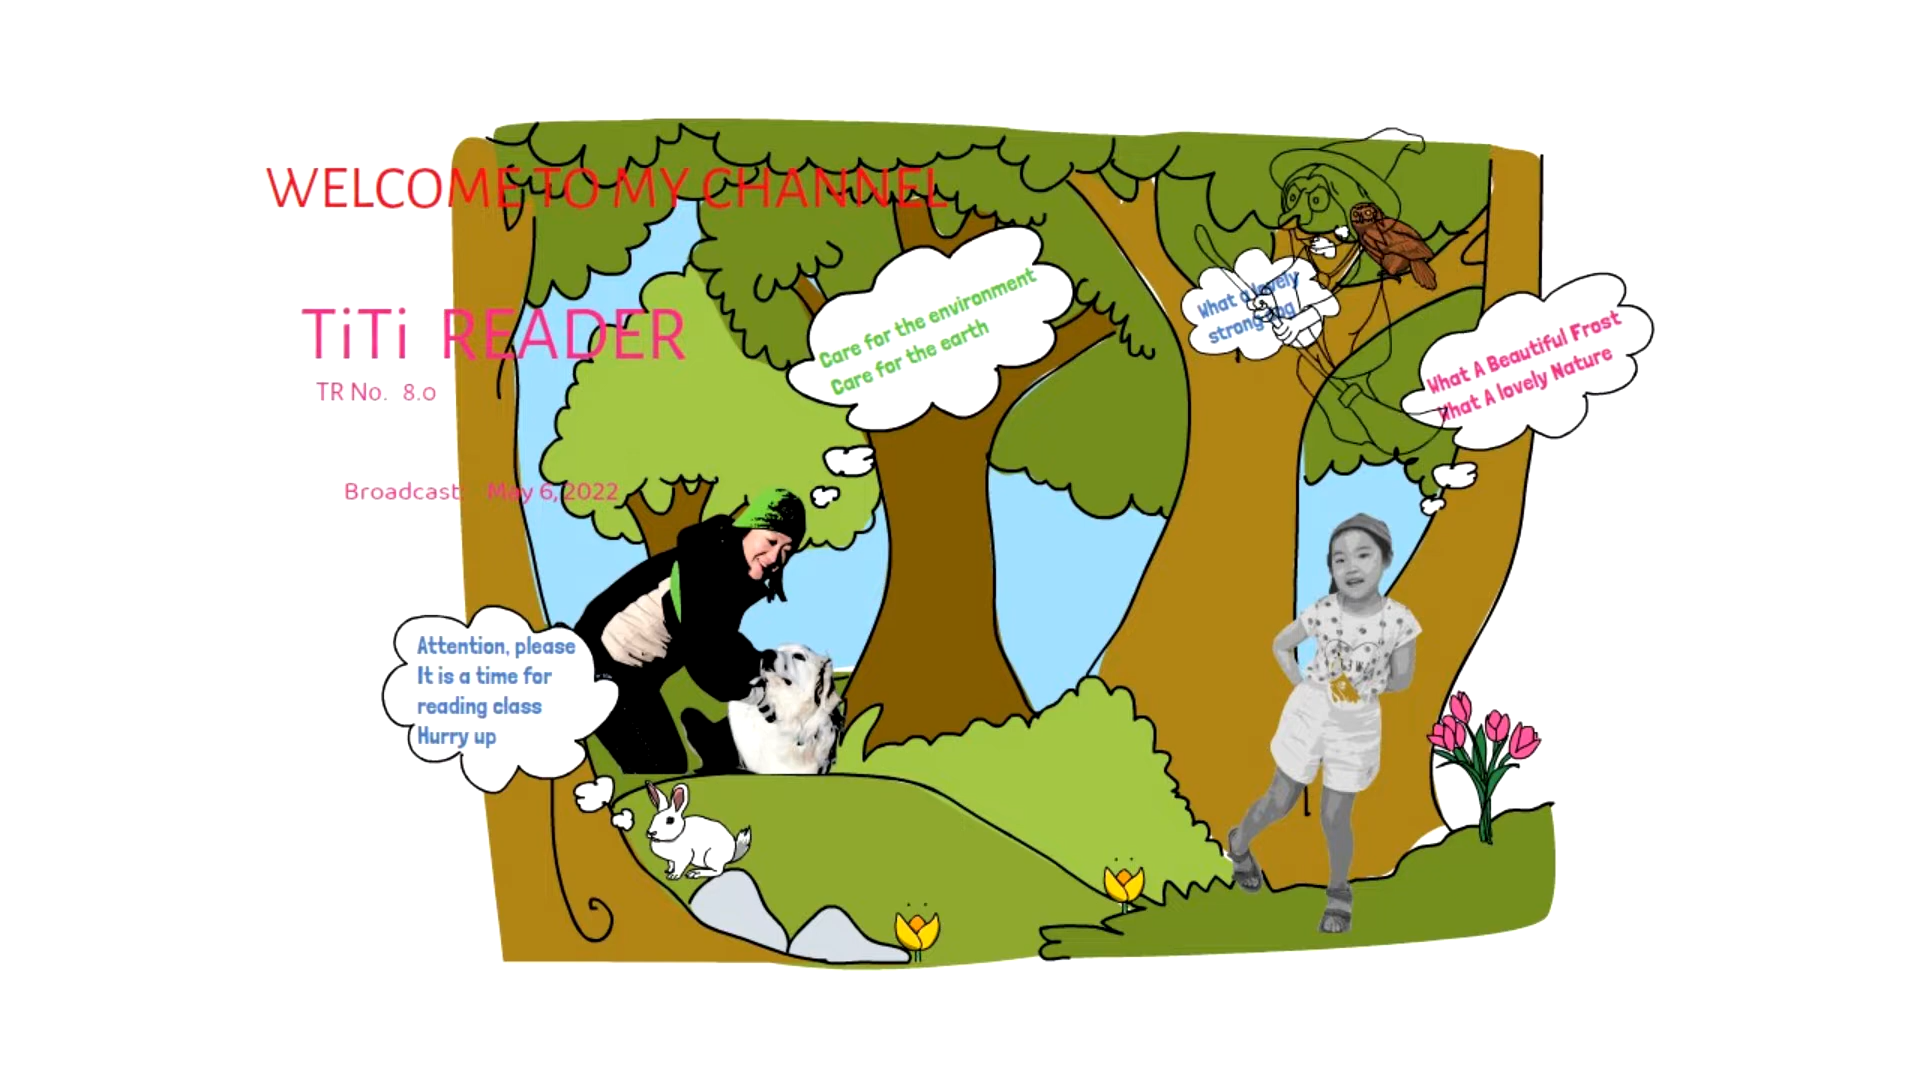 WELCOME TO MY CHANNEL
TiTi READER
TR No. 8.0
Broadcast: May 6,2022
Care for the environment
Care for the earth
What a lovely
strong
What A Beautiful Frost
What A lovely Nature
Attention, please
It is a time for
reading class
Hurry up